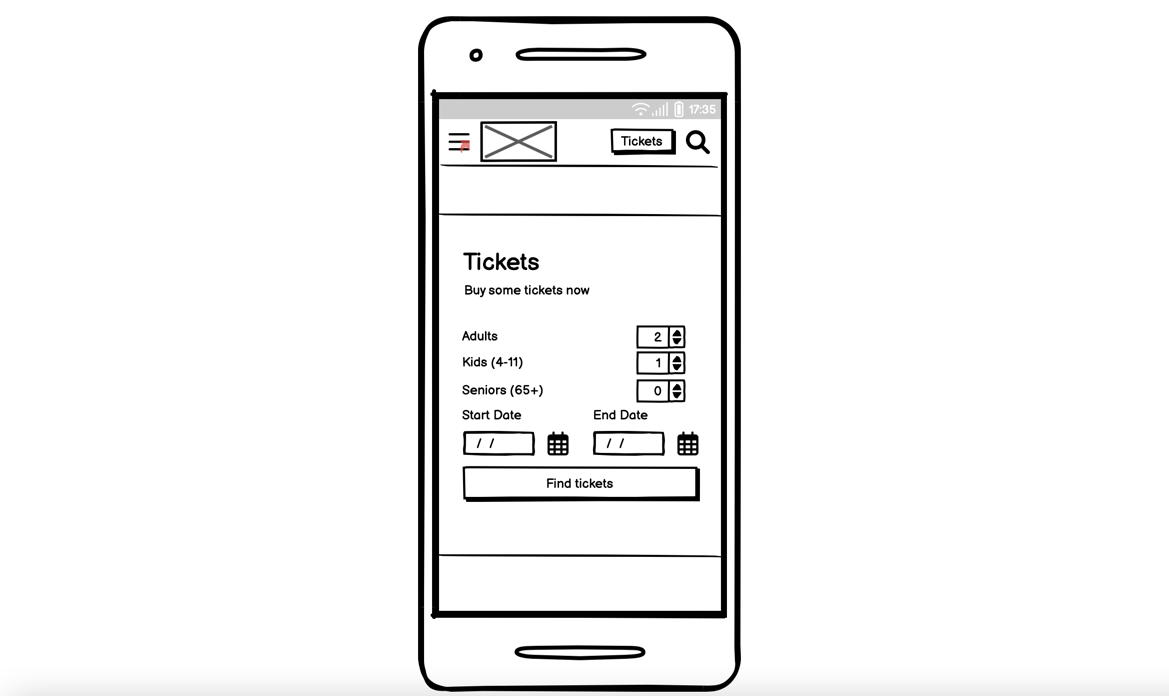 17:35
Tickets
Tickets
Buy some tickets now
Adults 2
Kids (4-11) 1
Seniors (65+) 0
Start Date End Date
/ / / /
Find tickets